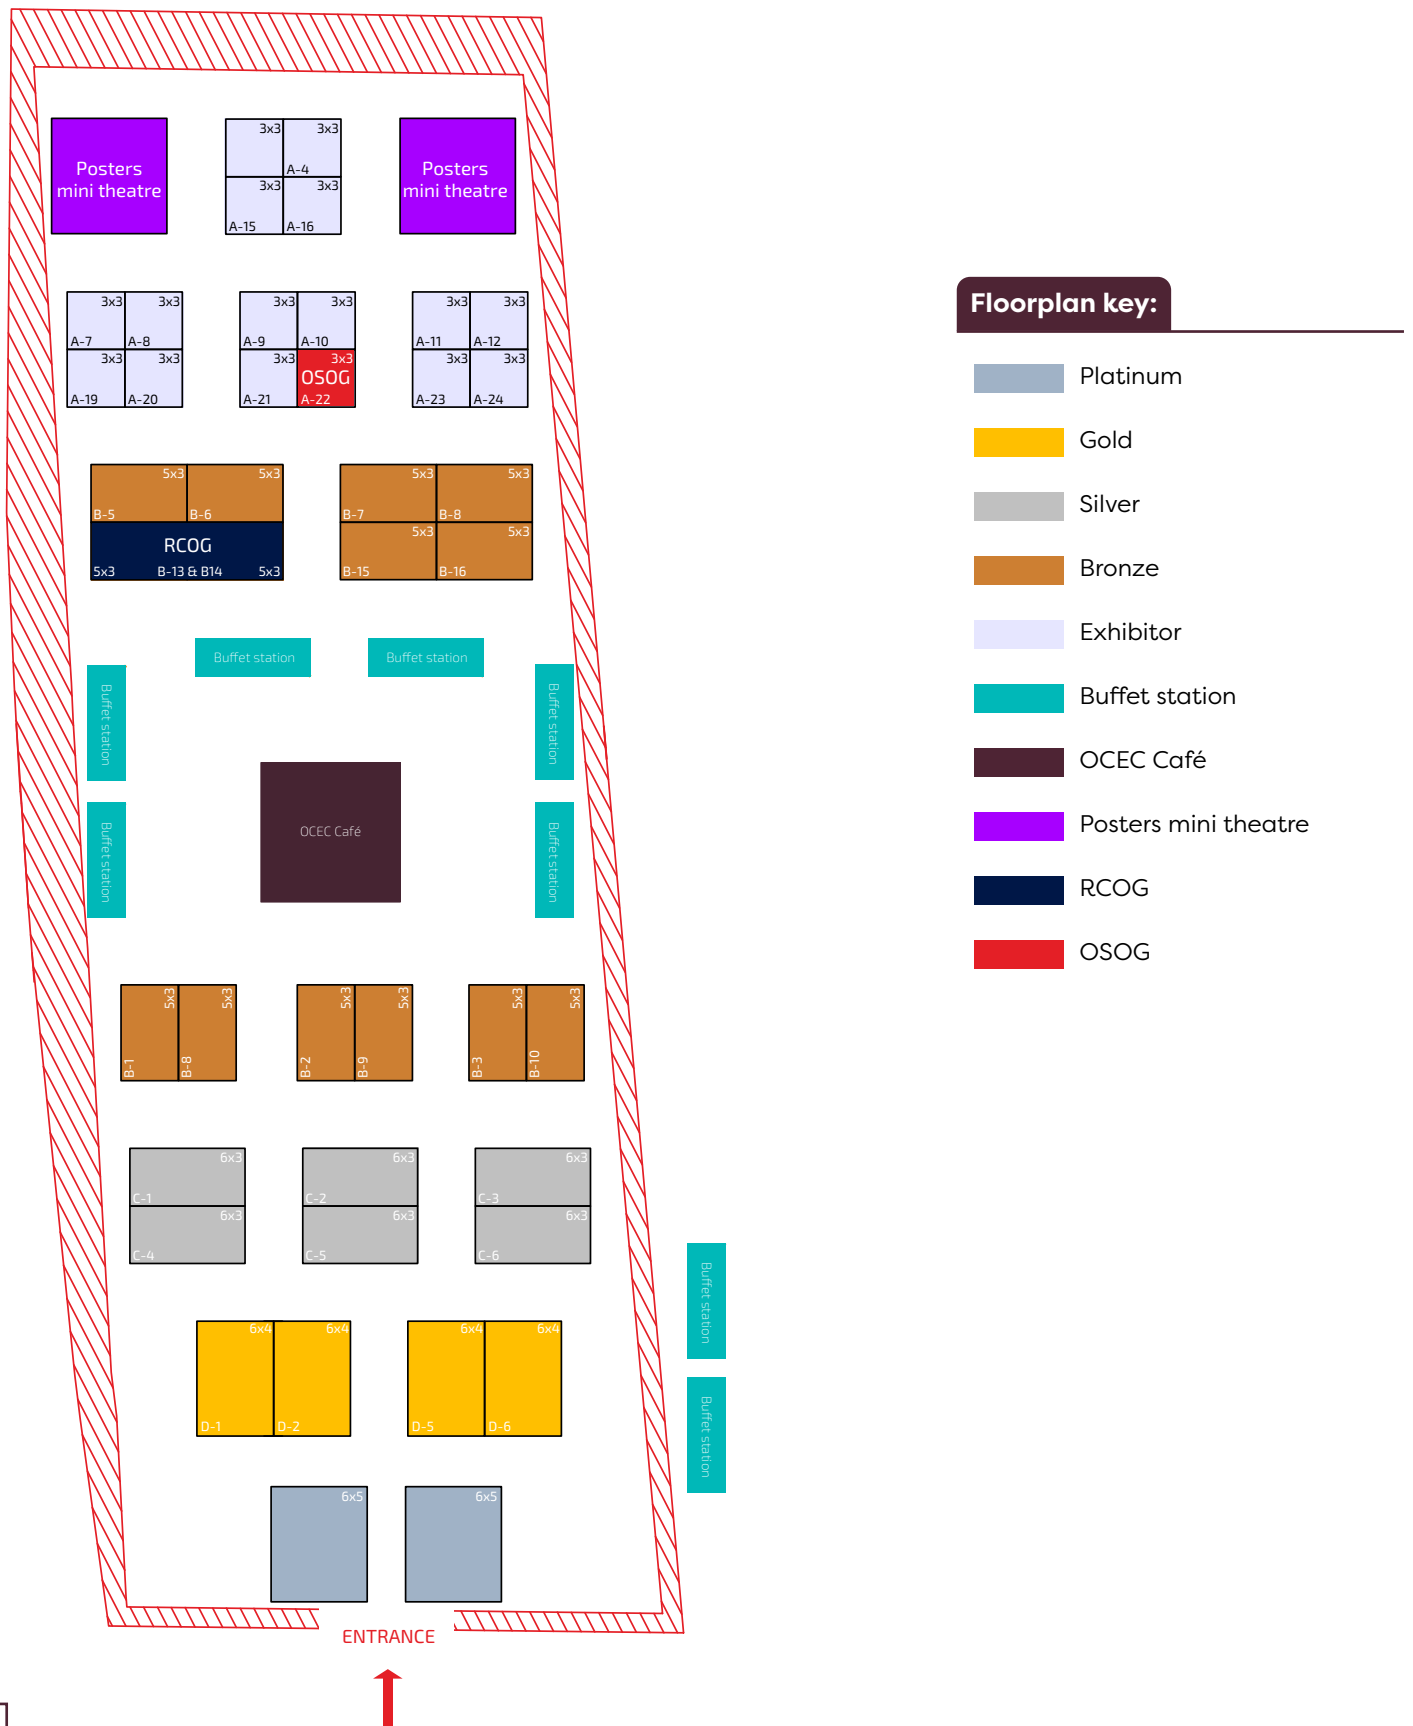 3x3 3x3
Posters
mini theatre
A-4
3x3 3x3
A-15 A-16
Posters
mini theatre
3x3 3x3
A-7 A-8
3x3 3x3
A-19 A-20
3x3 3x3
A-9 A-10
3x3 3x3
OSOG
A-21 A-22
3x3 3x3
A-11 A-12
3x3 3x3
A-23 A-24
5x3 5x3
B-5 B-6
RCOG
5x3 B-13 & B14 5x3
5x3 5x3
B-7 B-8
5x3 5x3
B-15 B-16
Buffet station
Buffet station
Buffet station
Buffet station
OCEC Café
Buffet station
Buffet station
5x3 5x3
B-1 B-8
5x3 5x3
B-2 B-9
5x3 5x3
B-3 B-10
6x3
C-1
6x3
C-4
6x3
C-2
6x3
C-5
6x3
C-3
6x3
C-6
Buffet station
Buffet station
6x4 6x4
D-1 D-2
6x4 6x4
D-5 D-6
6x5
6x5
ENTRANCE
Floorplan key:
Platinum
Gold
Silver
Bronze
Exhibitor
Buffet station
OCEC Café
Posters mini theatre
RCOG
OSOG